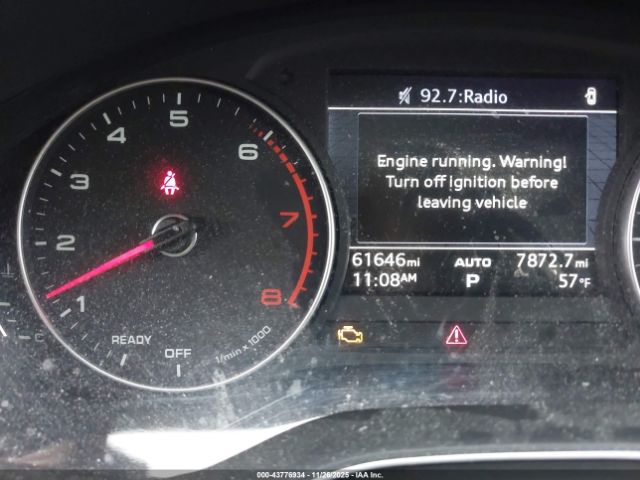 92.7:Radio
Engine running. Warning!
Turn off ignition before
leaving vehicle
61646mi AUTO 7872.7mi
11:08AM P 57°F
1
2
3
4
5
6
7
8
READY
OFF
1/min x 1000
C
000-43776934 - 11/26/2025 - IAA Inc.